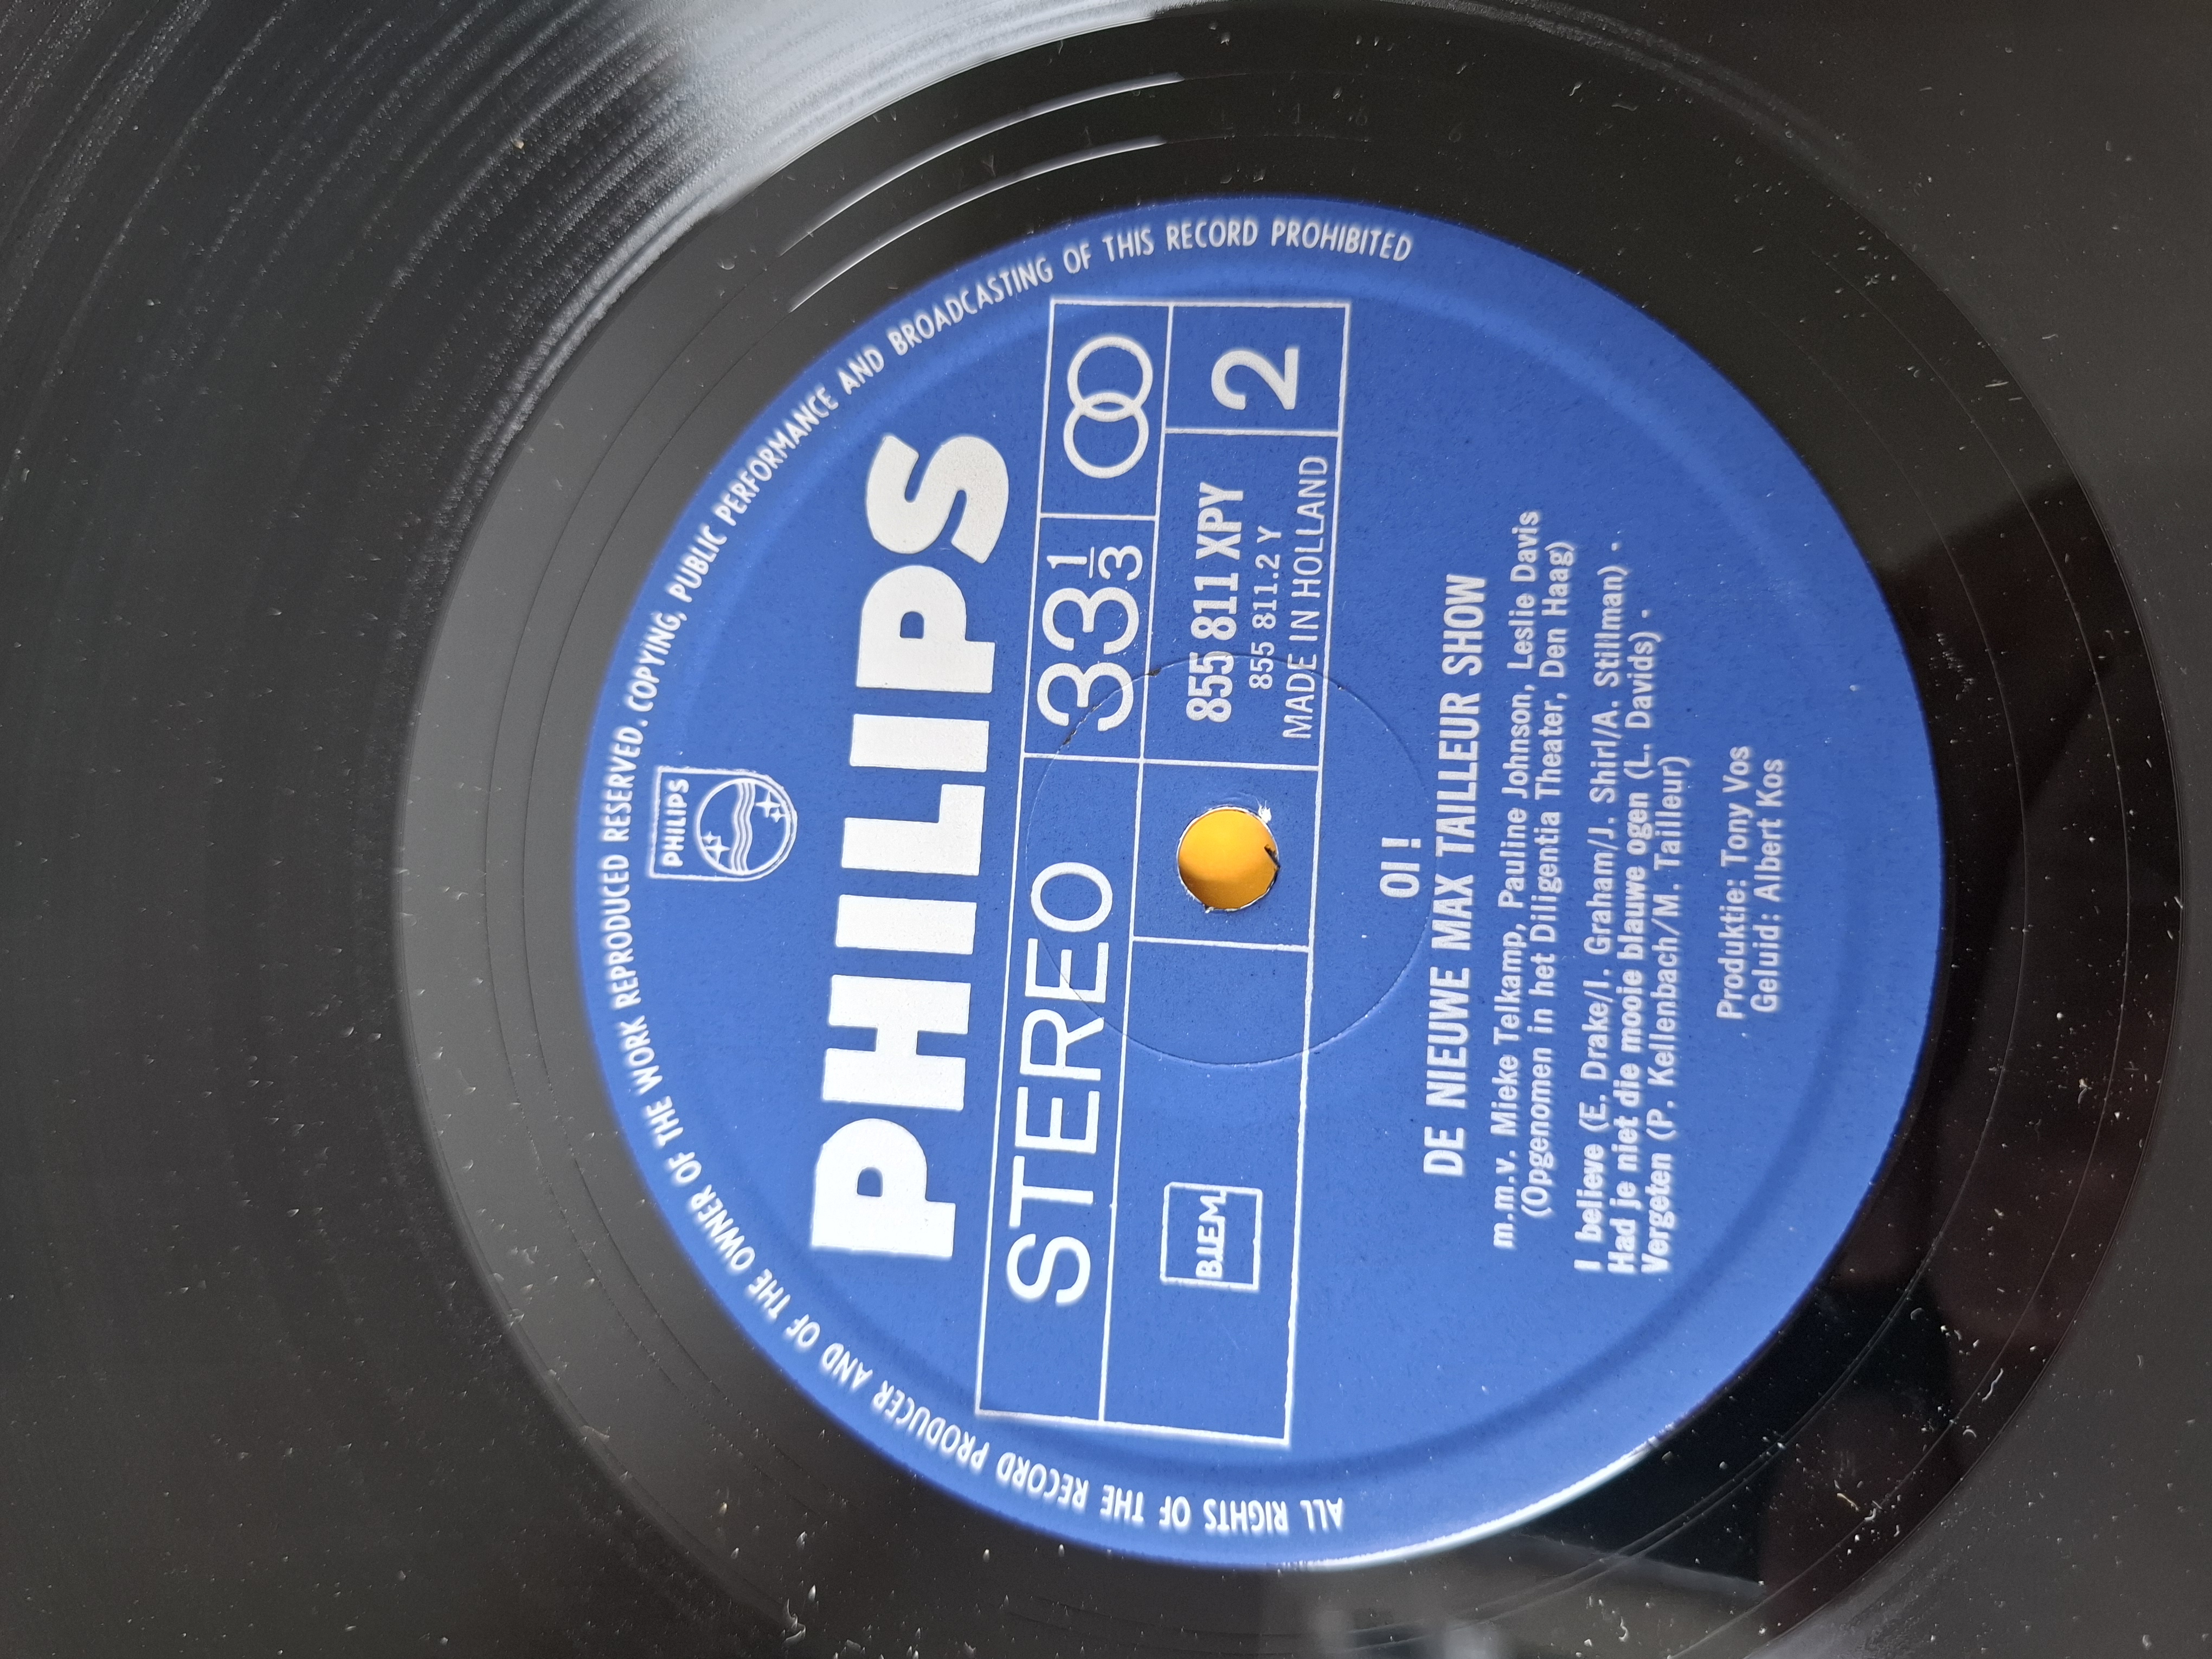 ALL RIGHTS OF THE RECORD PRODUCER AND OF THE OWNER OF THE WORK REPRODUCED RESERVED. COPYING, PUBLIC PERFORMANCE AND BROADCASTING OF THIS RECORD PROHIBITED
PHILIPS
PHILIPS
STEREO 33 1/3
BIEM
855 811 XPY 2
855 811.2 Y
MADE IN HOLLAND
OI !
DE NIEUWE MAX TAILLEUR SHOW
m.m.v. Mieke Telkamp, Pauline Johnson, Leslie Davis
(Opgenomen in het Diligentia Theater, Den Haag)
I believe (E. Drake/I. Graham/J. Shirl/A. Stillman) -
Had je niet die mooie blauwe ogen (L. Davids) -
Vergeten (P. Kellenbach/M. Tailleur)
Produktie: Tony Vos
Geluid: Albert Kos